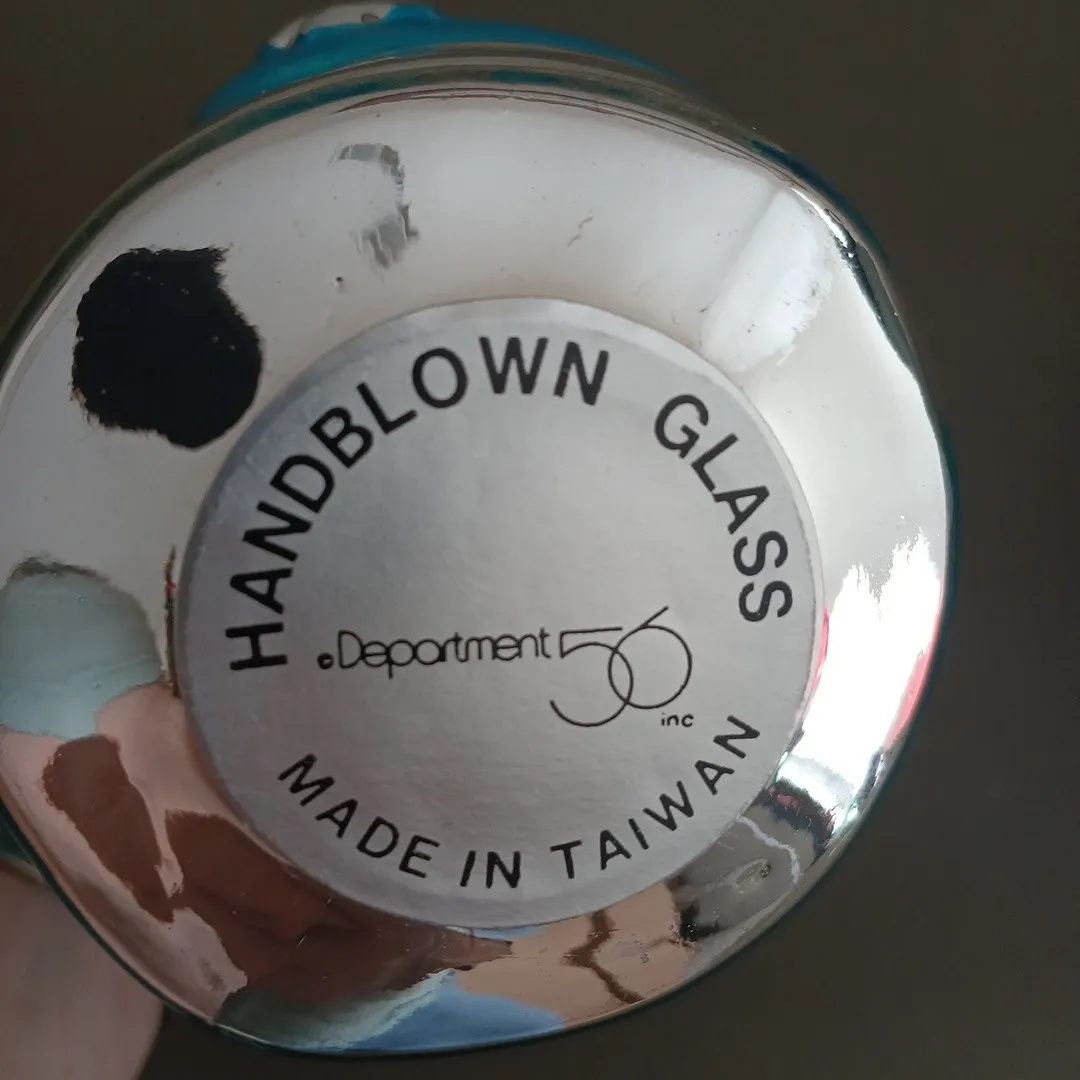 HANDBLOWN GLASS
©Department 56
inc
MADE IN TAIWAN